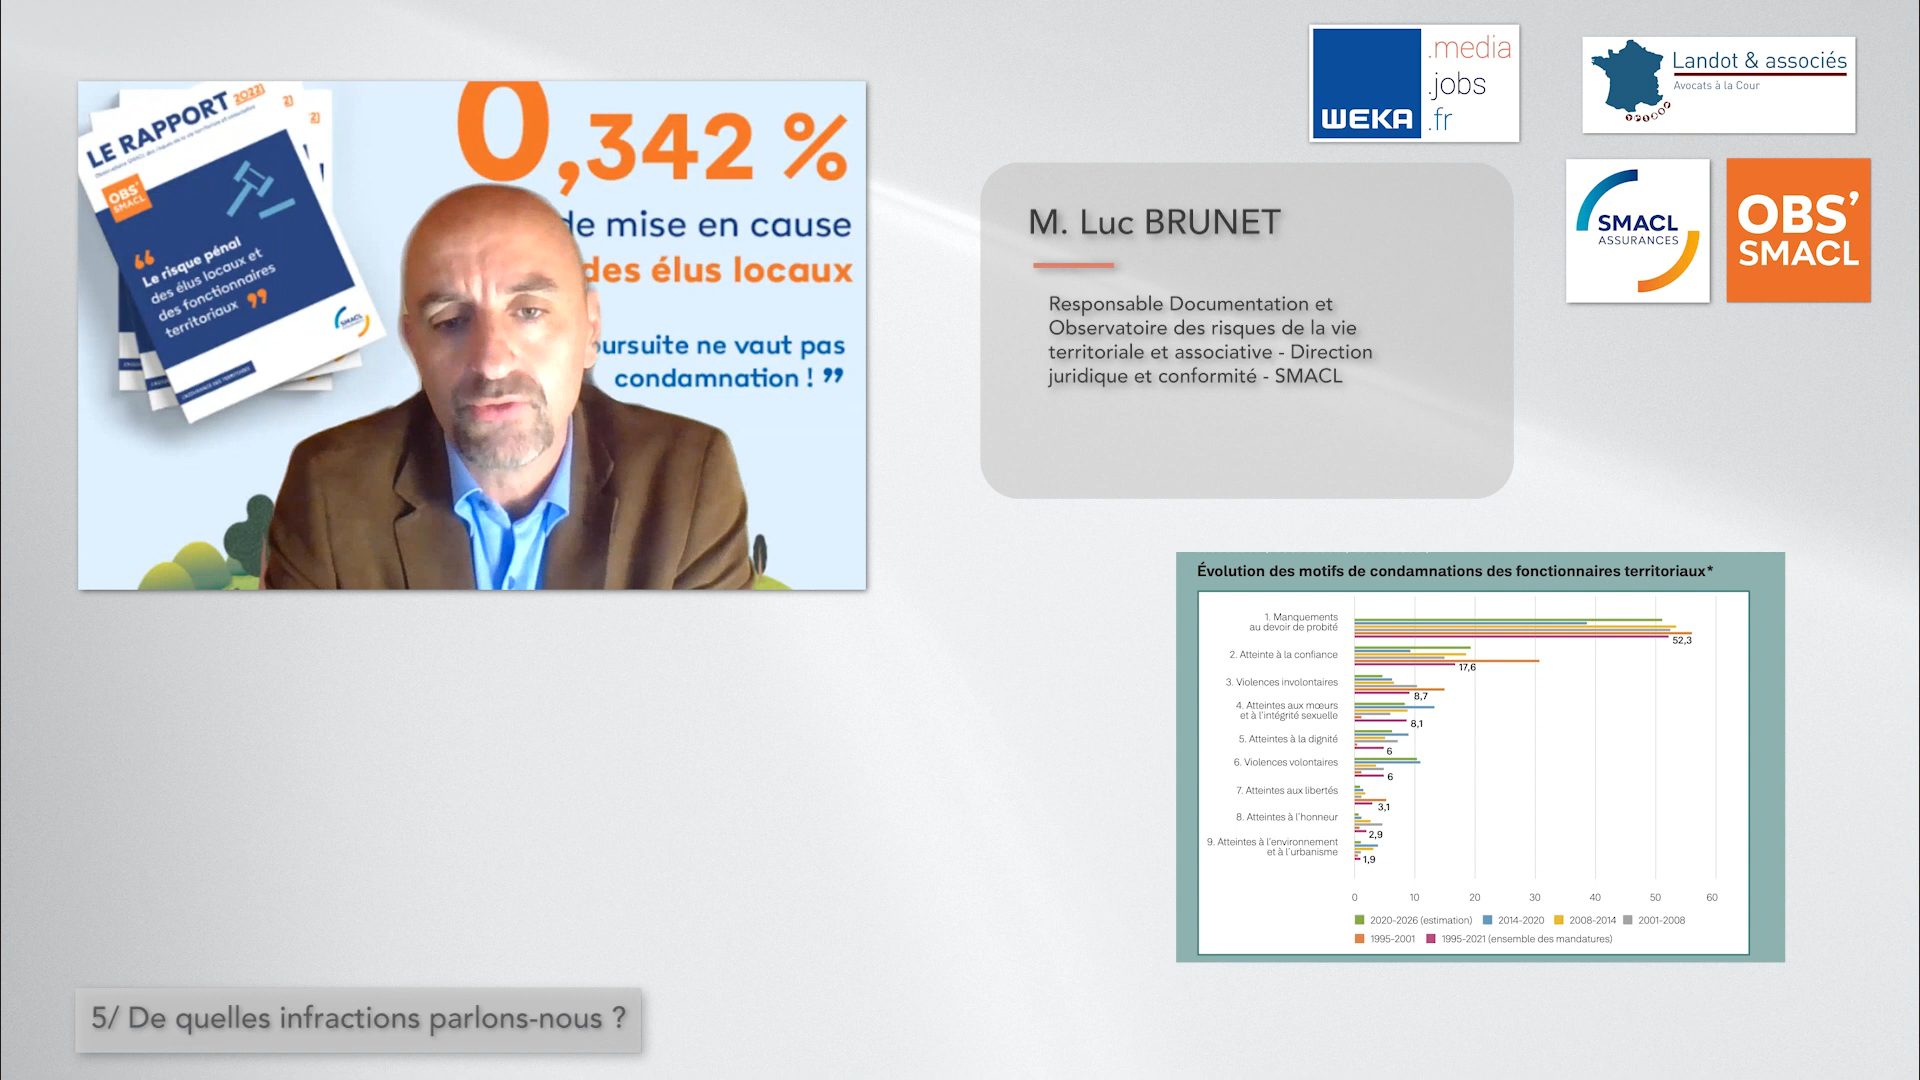 LE RAPPORT 2022
OBS'
SMACL
“
Le risque pénal
des élus locaux et
des fonctionnaires
territoriaux ”
SMACL
0,342 %
de mise en cause
des élus locaux
oursuite ne vaut pas
condamnation ! ”
WEKA
.media
.jobs
.fr
Landot & associés
Avocats à la Cour
SMACL
ASSURANCES
OBS'
SMACL
M. Luc BRUNET
Responsable Documentation et
Observatoire des risques de la vie
territoriale et associative - Direction
juridique et conformité - SMACL
Évolution des motifs de condamnations des fonctionnaires territoriaux*
1. Manquements
au devoir de probité
52,3
2. Atteinte à la confiance
17,6
3. Violences involontaires
8,7
4. Atteintes aux mœurs
et à l'intégrité sexuelle
8,1
5. Atteintes à la dignité
6
6. Violences volontaires
6
7. Atteintes aux libertés
3,1
8. Atteintes à l'honneur
2,9
9. Atteintes à l'environnement
et à l'urbanisme
1,9
0 10 20 30 40 50 60
2020-2026 (estimation) 2014-2020 2008-2014 2001-2008
1995-2001 1995-2021 (ensemble des mandatures)
5/ De quelles infractions parlons-nous ?